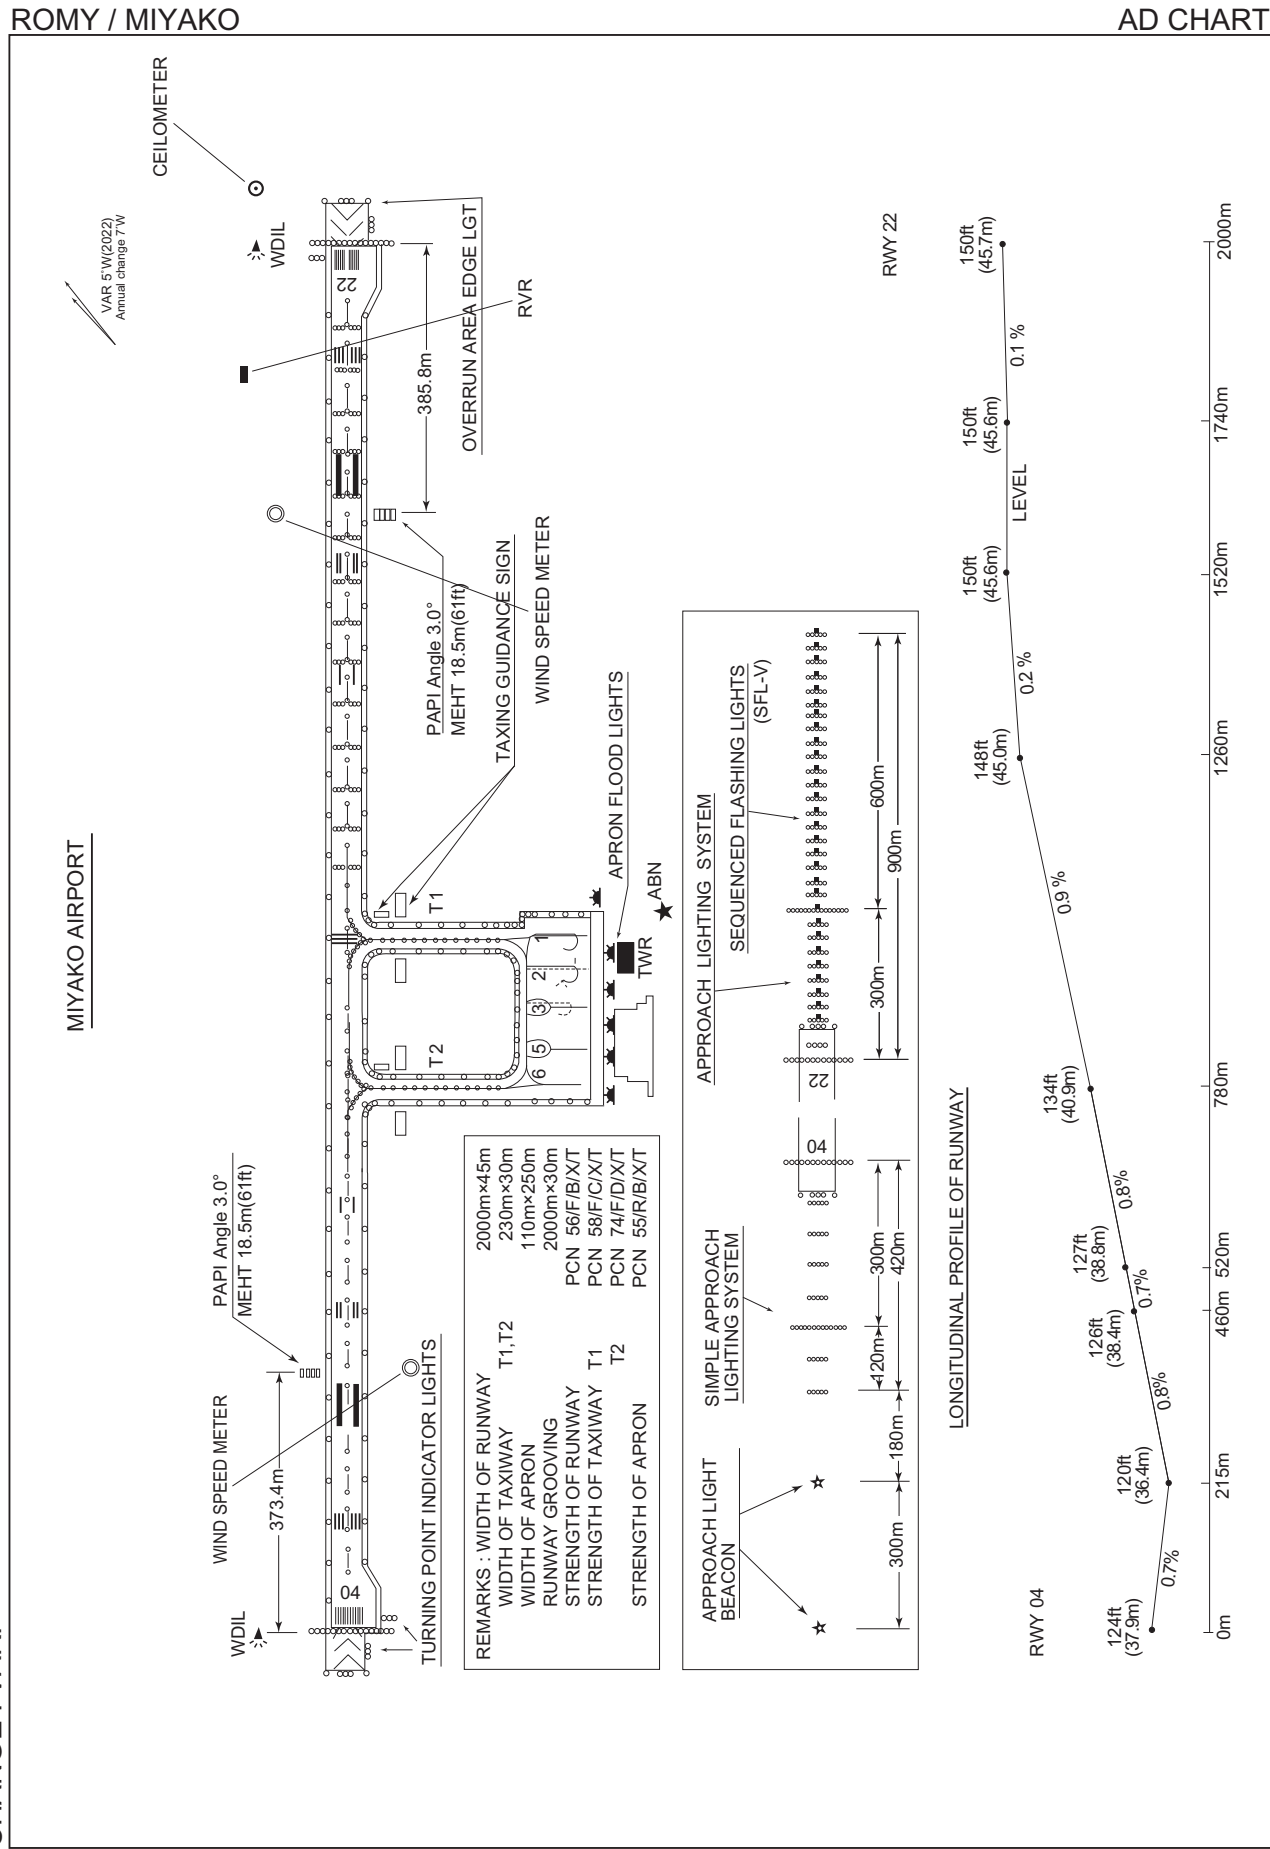 ROMY / MIYAKO
AD CHART
MIYAKO AIRPORT
VAR 5°W(2022)
Annual change 7'W
CEILOMETER
WDIL
WDIL
22
04
OVERRUN AREA EDGE LGT
RVR
385.8m
PAPI Angle 3.0°
MEHT 18.5m(61ft)
TAXING GUIDANCE SIGN
WIND SPEED METER
APRON FLOOD LIGHTS
ABN
TWR
T1
T2
1
2
3
5
6
PAPI Angle 3.0°
MEHT 18.5m(61ft)
WIND SPEED METER
373.4m
TURNING POINT INDICATOR LIGHTS
REMARKS : WIDTH OF RUNWAY 2000m×45m
WIDTH OF TAXIWAY T1,T2 230m×30m
WIDTH OF APRON 110m×250m
RUNWAY GROOVING 2000m×30m
STRENGTH OF RUNWAY PCN 56/F/B/X/T
STRENGTH OF TAXIWAY T1 PCN 58/F/C/X/T
T2 PCN 74/F/D/X/T
STRENGTH OF APRON PCN 55/R/B/X/T
APPROACH LIGHT
BEACON
SIMPLE APPROACH
LIGHTING SYSTEM
APPROACH LIGHTING SYSTEM
SEQUENCED FLASHING LIGHTS
(SFL-V)
04
22
120m
300m
300m
600m
300m
180m
420m
900m
LONGITUDINAL PROFILE OF RUNWAY
RWY 04
RWY 22
124ft
(37.9m)
120ft
(36.4m)
126ft
(38.4m)
127ft
(38.8m)
134ft
(40.9m)
148ft
(45.0m)
150ft
(45.6m)
150ft
(45.6m)
150ft
(45.7m)
0.7%
0.8%
0.7%
0.8%
0.9 %
0.2 %
LEVEL
0.1 %
0m
215m
460m
520m
780m
1260m
1520m
1740m
2000m